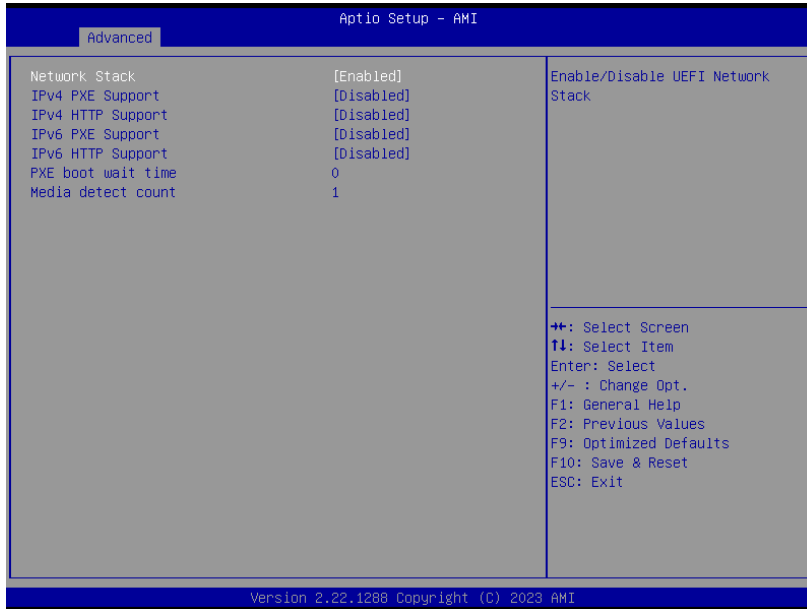 Aptio Setup - AMI
Advanced
Network Stack [Enabled]
IPv4 PXE Support [Disabled]
IPv4 HTTP Support [Disabled]
IPv6 PXE Support [Disabled]
IPv6 HTTP Support [Disabled]
PXE boot wait time 0
Media detect count 1
Enable/Disable UEFI Network
Stack
→←: Select Screen
↑↓: Select Item
Enter: Select
+/- : Change Opt.
F1: General Help
F2: Previous Values
F9: Optimized Defaults
F10: Save & Reset
ESC: Exit
Version 2.22.1288 Copyright (C) 2023 AMI